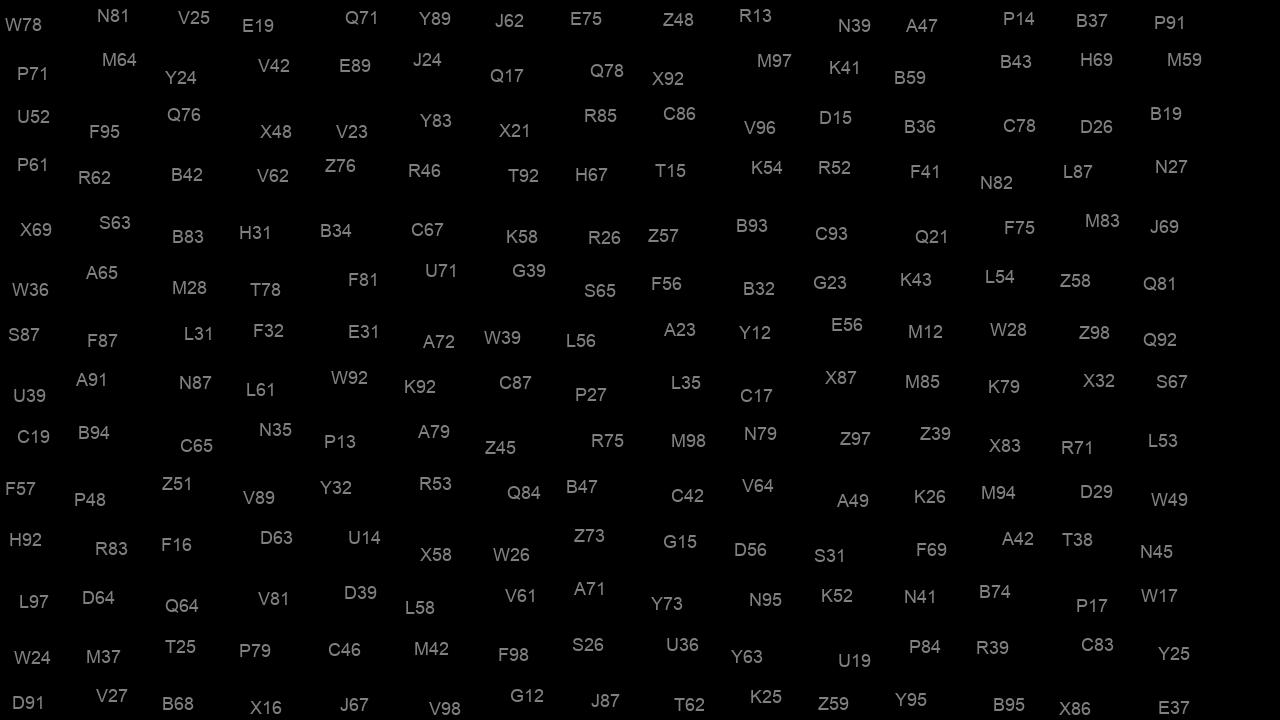 W78 N81 V25 E19 Q71 Y89 J62 E75 Z48 R13 N39 A47 P14 B37 P91
P71 M64 Y24 V42 E89 J24 Q17 Q78 X92 M97 K41 B59 B43 H69 M59
U52 F95 Q76 X48 V23 Y83 X21 R85 C86 V96 D15 B36 C78 D26 B19
P61 R62 B42 V62 Z76 R46 T92 H67 T15 K54 R52 F41 N82 L87 N27
X69 S63 B83 H31 B34 C67 K58 R26 Z57 B93 C93 Q21 F75 M83 J69
W36 A65 M28 T78 F81 U71 G39 S65 F56 B32 G23 K43 L54 Z58 Q81
S87 F87 L31 F32 E31 A72 W39 L56 A23 Y12 E56 M12 W28 Z98 Q92
U39 A91 N87 L61 W92 K92 C87 P27 L35 C17 X87 M85 K79 X32 S67
C19 B94 C65 N35 P13 A79 Z45 R75 M98 N79 Z97 Z39 X83 R71 L53
F57 P48 Z51 V89 Y32 R53 Q84 B47 C42 V64 A49 K26 M94 D29 W49
H92 R83 F16 D63 U14 X58 W26 Z73 G15 D56 S31 F69 A42 T38 N45
L97 D64 Q64 V81 D39 L58 V61 A71 Y73 N95 K52 N41 B74 P17 W17
W24 M37 T25 P79 C46 M42 F98 S26 U36 Y63 U19 P84 R39 C83 Y25
D91 V27 B68 X16 J67 V98 G12 J87 T62 K25 Z59 Y95 B95 X86 E37